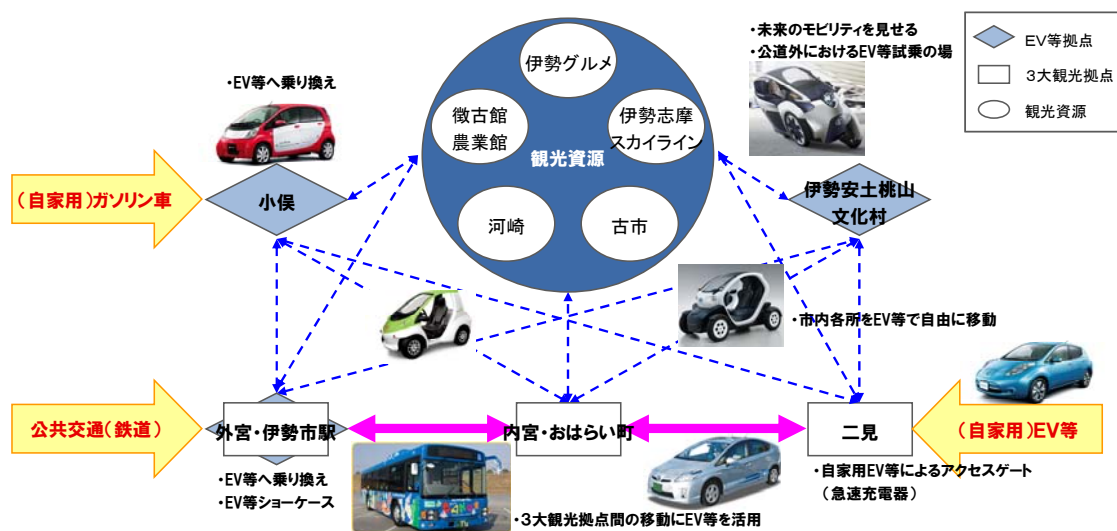 ・未来のモビリティを見せる
・公道外におけるEV等試乗の場
EV等拠点
3大観光拠点
観光資源
・EV等へ乗り換え
伊勢グルメ
徴古館
農業館
伊勢志摩
スカイライン
観光資源
河崎
古市
(自家用)ガソリン車
小俣
伊勢安土桃山
文化村
・市内各所をEV等で自由に移動
公共交通(鉄道)
外宮・伊勢市駅
内宮・おはらい町
二見
(自家用)EV等
・EV等へ乗り換え
・EV等ショーケース
・3大観光拠点間の移動にEV等を活用
・自家用EV等によるアクセスゲート
(急速充電器)